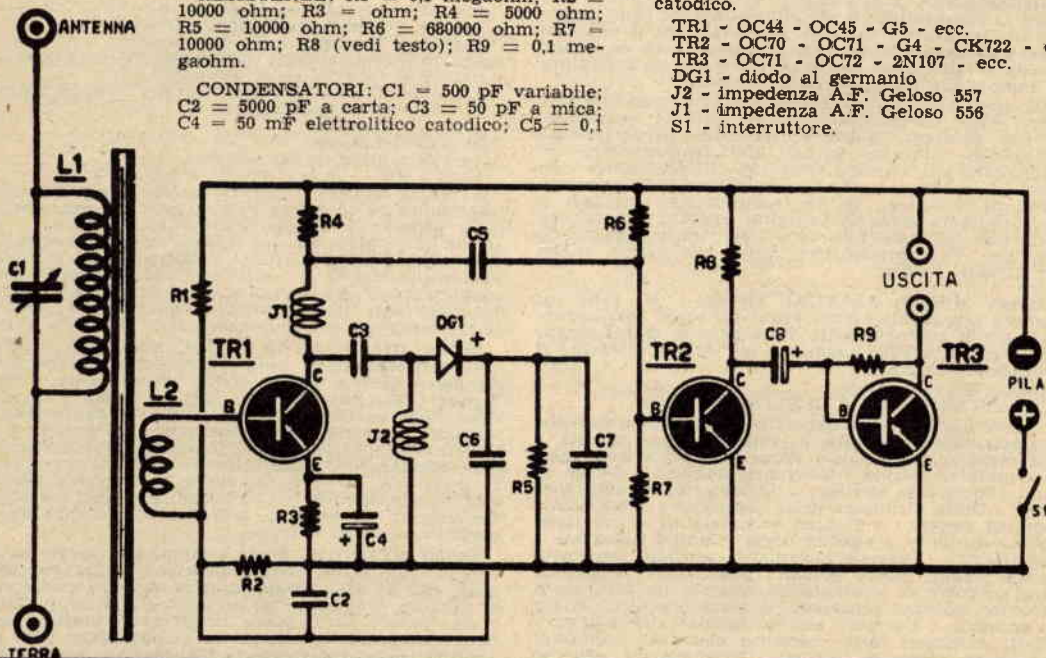 10000 ohm; R3 = ohm; R4 = 5000 ohm;
R5 = 10000 ohm; R6 = 680000 ohm; R7 =
10000 ohm; R8 (vedi testo); R9 = 0,1 me-
gaohm.
CONDENSATORI: C1 = 500 pF variabile;
C2 = 5000 pF a carta; C3 = 50 pF a mica;
C4 = 50 mF elettrolitico catodico; C5 = 0,1
catodico.
TR1 - OC44 - OC45 - G5 - ecc.
TR2 - OC70 - OC71 - G4 - CK722 -
TR3 - OC71 - OC72 - 2N107 - ecc.
DG1 - diodo al germanio
J2 - impedenza A.F. Geloso 557
J1 - impedenza A.F. Geloso 556
S1 - interruttore.
ANTENNA
L1
C1
R1
L2
TR1
B
C
E
R4
J1
C5
C3
DG1 +
J2
C6
R5
C7
R3
+ C4
R2
C2
R6
R7
TR2
B
C
E
R8
C8
+
R9
USCITA
TR3
B
C
E
-
PILA
+
S1
TERRA